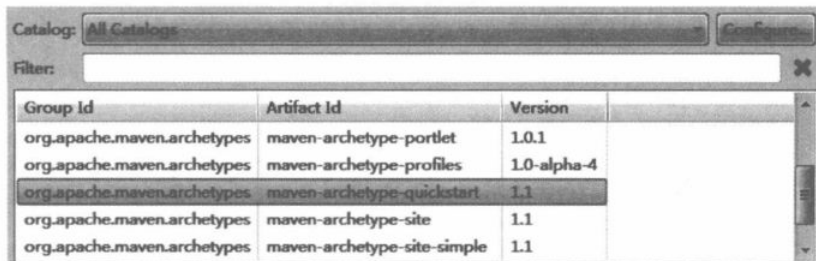 Catalog: All Catalogs Configure...
Filter:
Group Id Artifact Id Version
org.apache.maven.archetypes maven-archetype-portlet 1.0.1
org.apache.maven.archetypes maven-archetype-profiles 1.0-alpha-4
org.apache.maven.archetypes maven-archetype-quickstart 1.1
org.apache.maven.archetypes maven-archetype-site 1.1
org.apache.maven.archetypes maven-archetype-site-simple 1.1